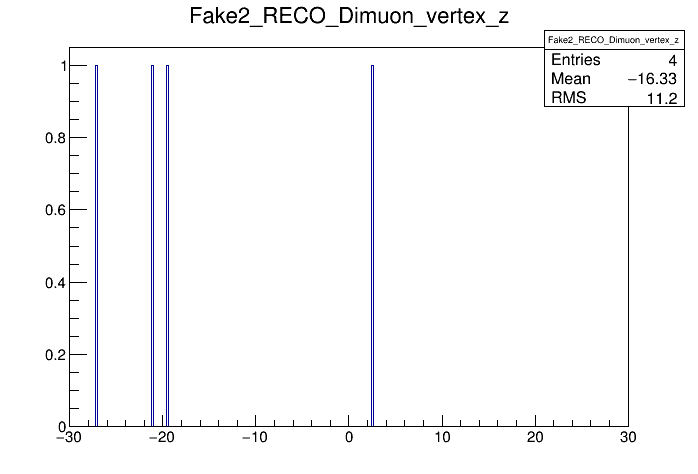 Fake2_RECO_Dimuon_vertex_z
Fake2_RECO_Dimuon_vertex_z
Entries 4
Mean −16.33
RMS 11.2
1
0.8
0.6
0.4
0.2
0
−30 −20 −10 0 10 20 30